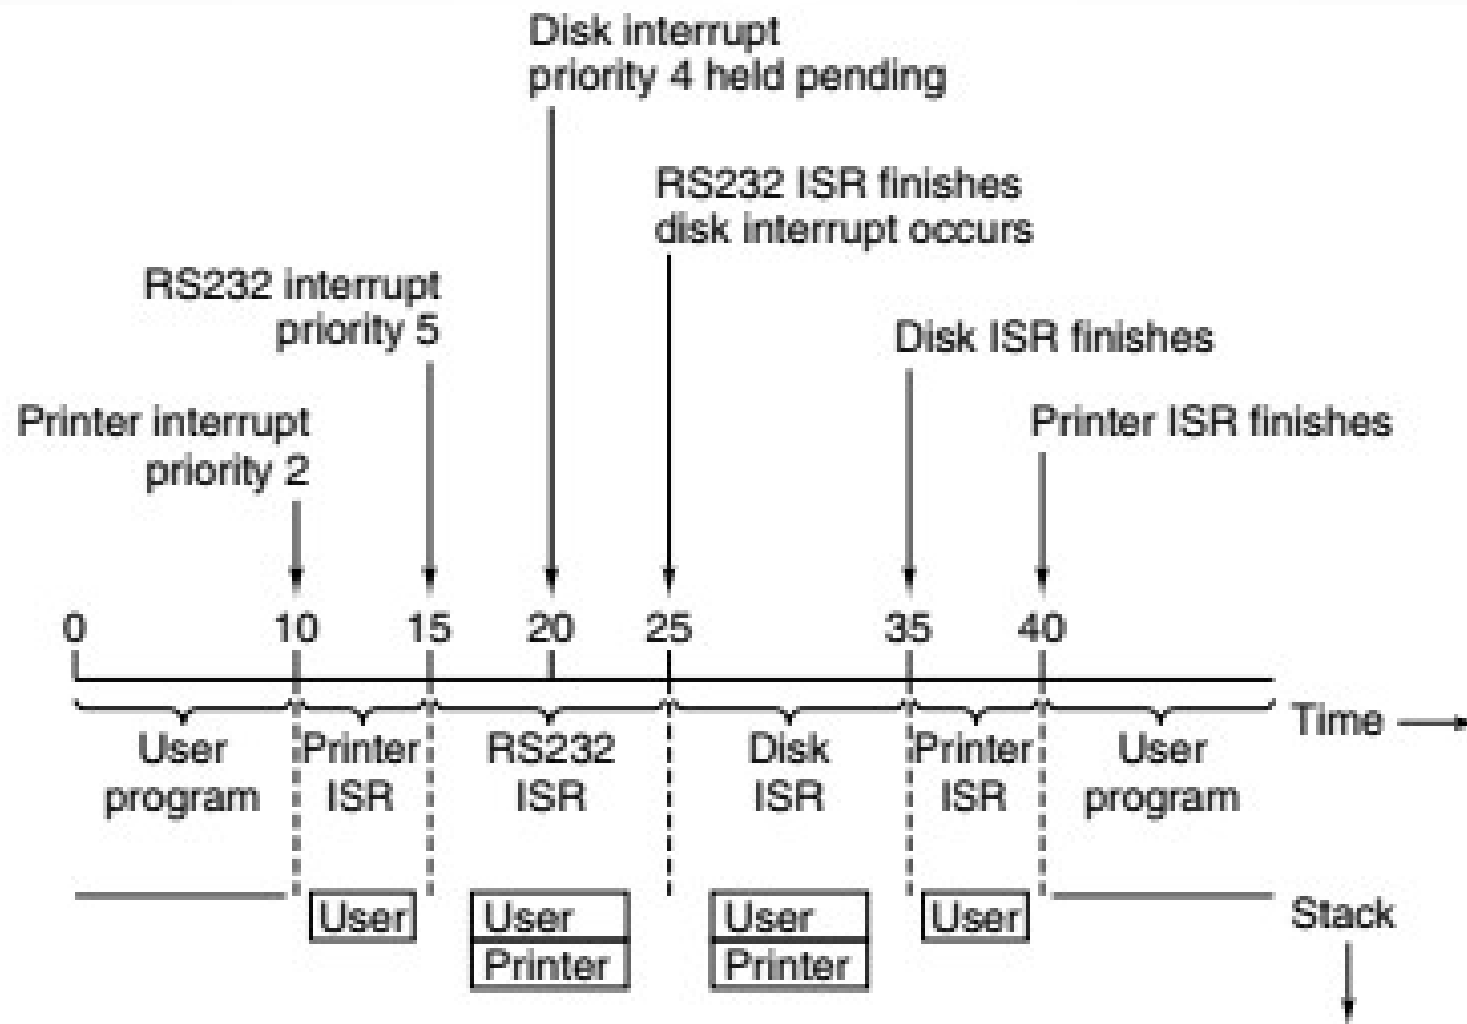 Disk interrupt
priority 4 held pending
RS232 ISR finishes
disk interrupt occurs
RS232 interrupt
priority 5
Disk ISR finishes
Printer interrupt
priority 2
Printer ISR finishes
0 10 15 20 25 35 40
Time
User
program
Printer
ISR
RS232
ISR
Disk
ISR
Printer
ISR
User
program
User
User
Printer
User
Printer
User
Stack